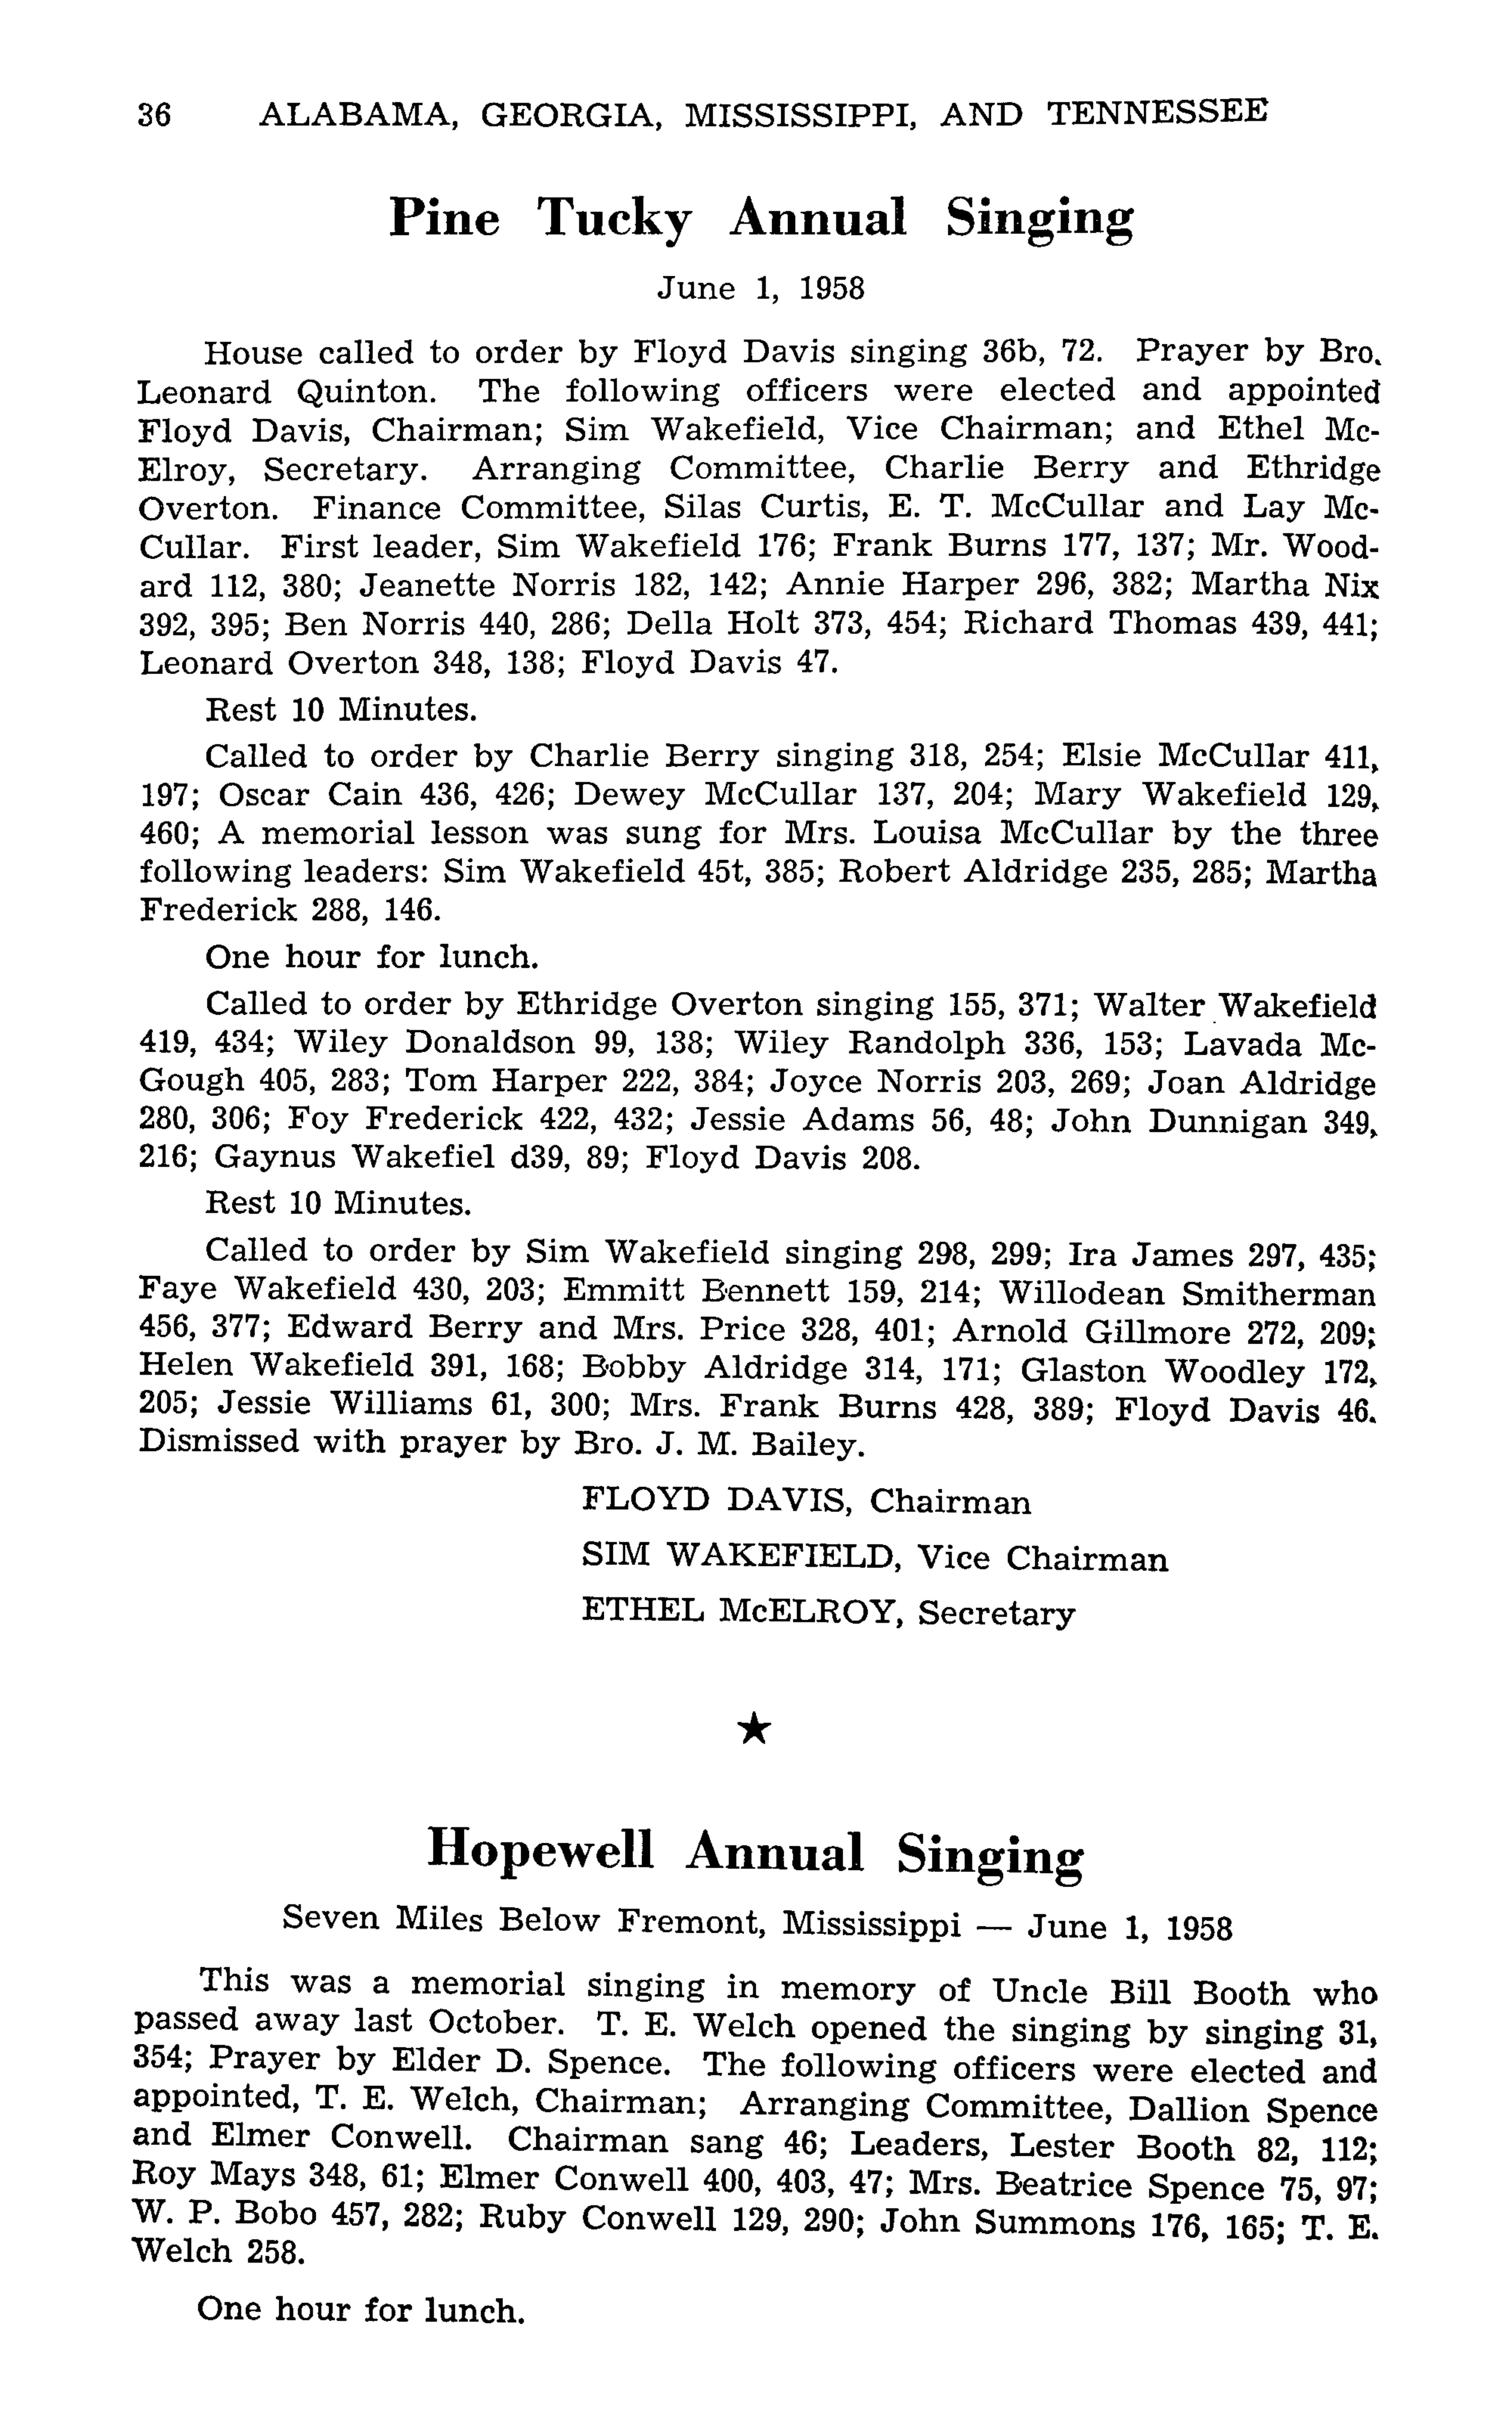 36 ALABAMA, GEORGIA, MISSISSIPPI, AND TENNESSEE
Pine Tucky Annual Singing
June 1, 1958
House called to order by Floyd Davis singing 36b, 72. Prayer by Bro.
Leonard Quinton. The following officers were elected and appointed
Floyd Davis, Chairman; Sim Wakefield, Vice Chairman; and Ethel Mc-
Elroy, Secretary. Arranging Committee, Charlie Berry and Ethridge
Overton. Finance Committee, Silas Curtis, E. T. McCullar and Lay Mc-
Cullar. First leader, Sim Wakefield 176; Frank Burns 177, 137; Mr. Wood-
ard 112, 380; Jeanette Norris 182, 142; Annie Harper 296, 382; Martha Nix
392, 395; Ben Norris 440, 286; Della Holt 373, 454; Richard Thomas 439, 441;
Leonard Overton 348, 138; Floyd Davis 47.
Rest 10 Minutes.
Called to order by Charlie Berry singing 318, 254; Elsie McCullar 411,
197; Oscar Cain 436, 426; Dewey McCullar 137, 204; Mary Wakefield 129,
460; A memorial lesson was sung for Mrs. Louisa McCullar by the three
following leaders: Sim Wakefield 45t, 385; Robert Aldridge 235, 285; Martha
Frederick 288, 146.
One hour for lunch.
Called to order by Ethridge Overton singing 155, 371; Walter Wakefield
419, 434; Wiley Donaldson 99, 138; Wiley Randolph 336, 153; Lavada Mc-
Gough 405, 283; Tom Harper 222, 384; Joyce Norris 203, 269; Joan Aldridge
280, 306; Foy Frederick 422, 432; Jessie Adams 56, 48; John Dunnigan 349,
216; Gaynus Wakefiel d39, 89; Floyd Davis 208.
Rest 10 Minutes.
Called to order by Sim Wakefield singing 298, 299; Ira James 297, 435;
Faye Wakefield 430, 203; Emmitt Bennett 159, 214; Willodean Smitherman
456, 377; Edward Berry and Mrs. Price 328, 401; Arnold Gillmore 272, 209;
Helen Wakefield 391, 168; Bobby Aldridge 314, 171; Glaston Woodley 172,
205; Jessie Williams 61, 300; Mrs. Frank Burns 428, 389; Floyd Davis 46.
Dismissed with prayer by Bro. J. M. Bailey.
FLOYD DAVIS, Chairman
SIM WAKEFIELD, Vice Chairman
ETHEL McELROY, Secretary
★
Hopewell Annual Singing
Seven Miles Below Fremont, Mississippi — June 1, 1958
This was a memorial singing in memory of Uncle Bill Booth who
passed away last October. T. E. Welch opened the singing by singing 31,
354; Prayer by Elder D. Spence. The following officers were elected and
appointed, T. E. Welch, Chairman; Arranging Committee, Dallion Spence
and Elmer Conwell. Chairman sang 46; Leaders, Lester Booth 82, 112;
Roy Mays 348, 61; Elmer Conwell 400, 403, 47; Mrs. Beatrice Spence 75, 97;
W. P. Bobo 457, 282; Ruby Conwell 129, 290; John Summons 176, 165; T. E.
Welch 258.
One hour for lunch.